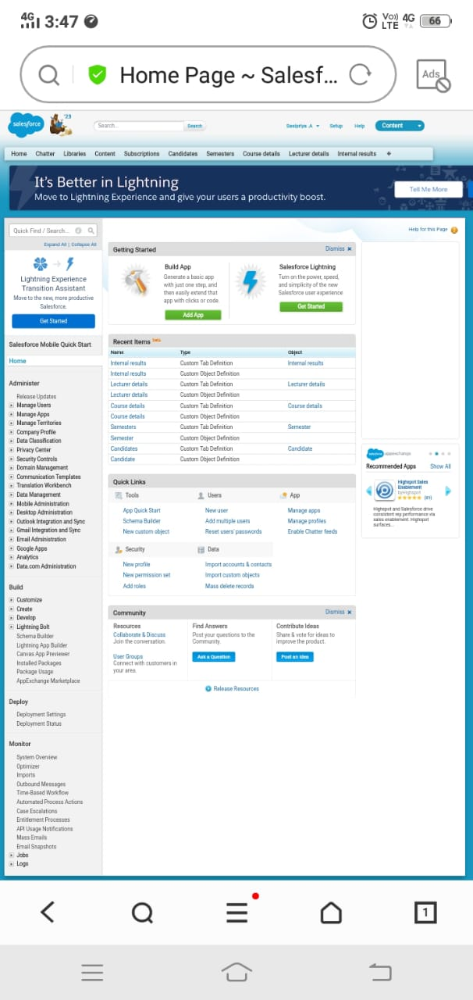 4G 3:47 Vo)) LTE 4G 66
Home Page ~ Salesf... Ads
salesforce '23 Search... Search Setup Help Content
Home Chatter Libraries Content Subscriptions Candidates Semesters Course details Lecturer details Internal results +
It's Better in Lightning
Move to Lightning Experience and give your users a productivity boost.
Tell Me More
Quick Find / Search...
Expand All | Collapse All
Lightning Experience
Transition Assistant
Move to the new, more productive
Salesforce.
Get Started
Salesforce Mobile Quick Start
Home
Administer
Release Updates
Manage Users
Manage Apps
Manage Territories
Company Profile
Data Classification
Privacy Center
Security Controls
Domain Management
Communication Templates
Translation Workbench
Data Management
Mobile Administration
Desktop Administration
Outlook Integration and Sync
Gmail Integration and Sync
Email Administration
Google Apps
Analytics
Data.com Administration
Build
Customize
Create
Develop
Lightning Bolt
Schema Builder
Lightning App Builder
Canvas App Previewer
Installed Packages
Package Usage
AppExchange Marketplace
Deploy
Deployment Settings
Deployment Status
Monitor
System Overview
Optimizer
Imports
Outbound Messages
Time-Based Workflow
Automated Process Actions
Case Escalations
Entitlement Processes
API Usage Notifications
Mass Emails
Email Snapshots
Jobs
Logs
Help for this Page
Getting Started Dismiss x
Build App
Generate a basic app
with just one step, and
then easily extend that
app with clicks or code.
Add App
Salesforce Lightning
Turn on the power, speed,
and simplicity of the new
Salesforce user experience
Get Started
Recent Items Beta
Name Type Object
Internal results Custom Tab Definition Internal results
Internal results Custom Object Definition
Lecturer details Custom Tab Definition Lecturer details
Lecturer details Custom Object Definition
Course details Custom Tab Definition Course details
Course details Custom Object Definition
Semesters Custom Tab Definition Semester
Semester Custom Object Definition
Candidates Custom Tab Definition Candidate
Candidate Custom Object Definition
Quick Links
Tools Users App
App Quick Start New user Manage apps
Schema Builder Add multiple users Manage profiles
New custom object Reset users' passwords Enable Chatter feeds
Security Data
New profile Import accounts & contacts
New permission set Import custom objects
Add roles Mass delete records
Community Dismiss x
Resources
Collaborate & Discuss
Join the conversation.
User Groups
Connect with customers in
your area.
Find Answers
Post your questions to the
Community.
Ask a Question
Contribute Ideas
Share & vote for ideas to
improve the product.
Post an Idea
Release Resources
salesforce appexchange
Recommended Apps Show All
Highspot Sales
Enablement
by Highspot
(89)
Highspot and Salesforce drive
consistent rep performance via
sales enablement. Highspot
surfaces...
1